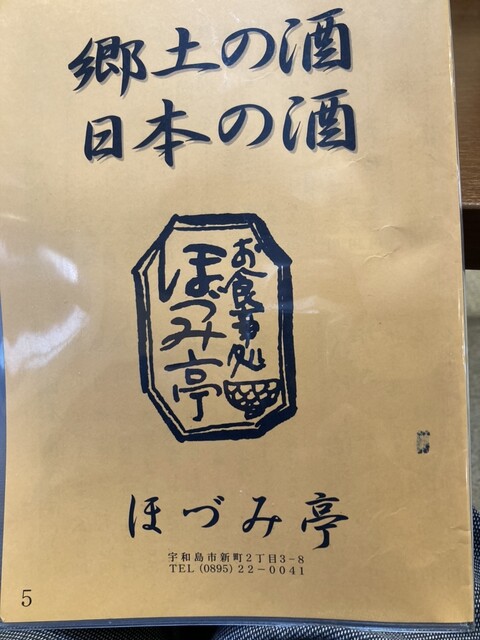 郷土の酒
日本の酒
お食事処
ほづみ亭
ほづみ亭
宇和島市新町2丁目3-8
TEL (0895) 22-0041
5